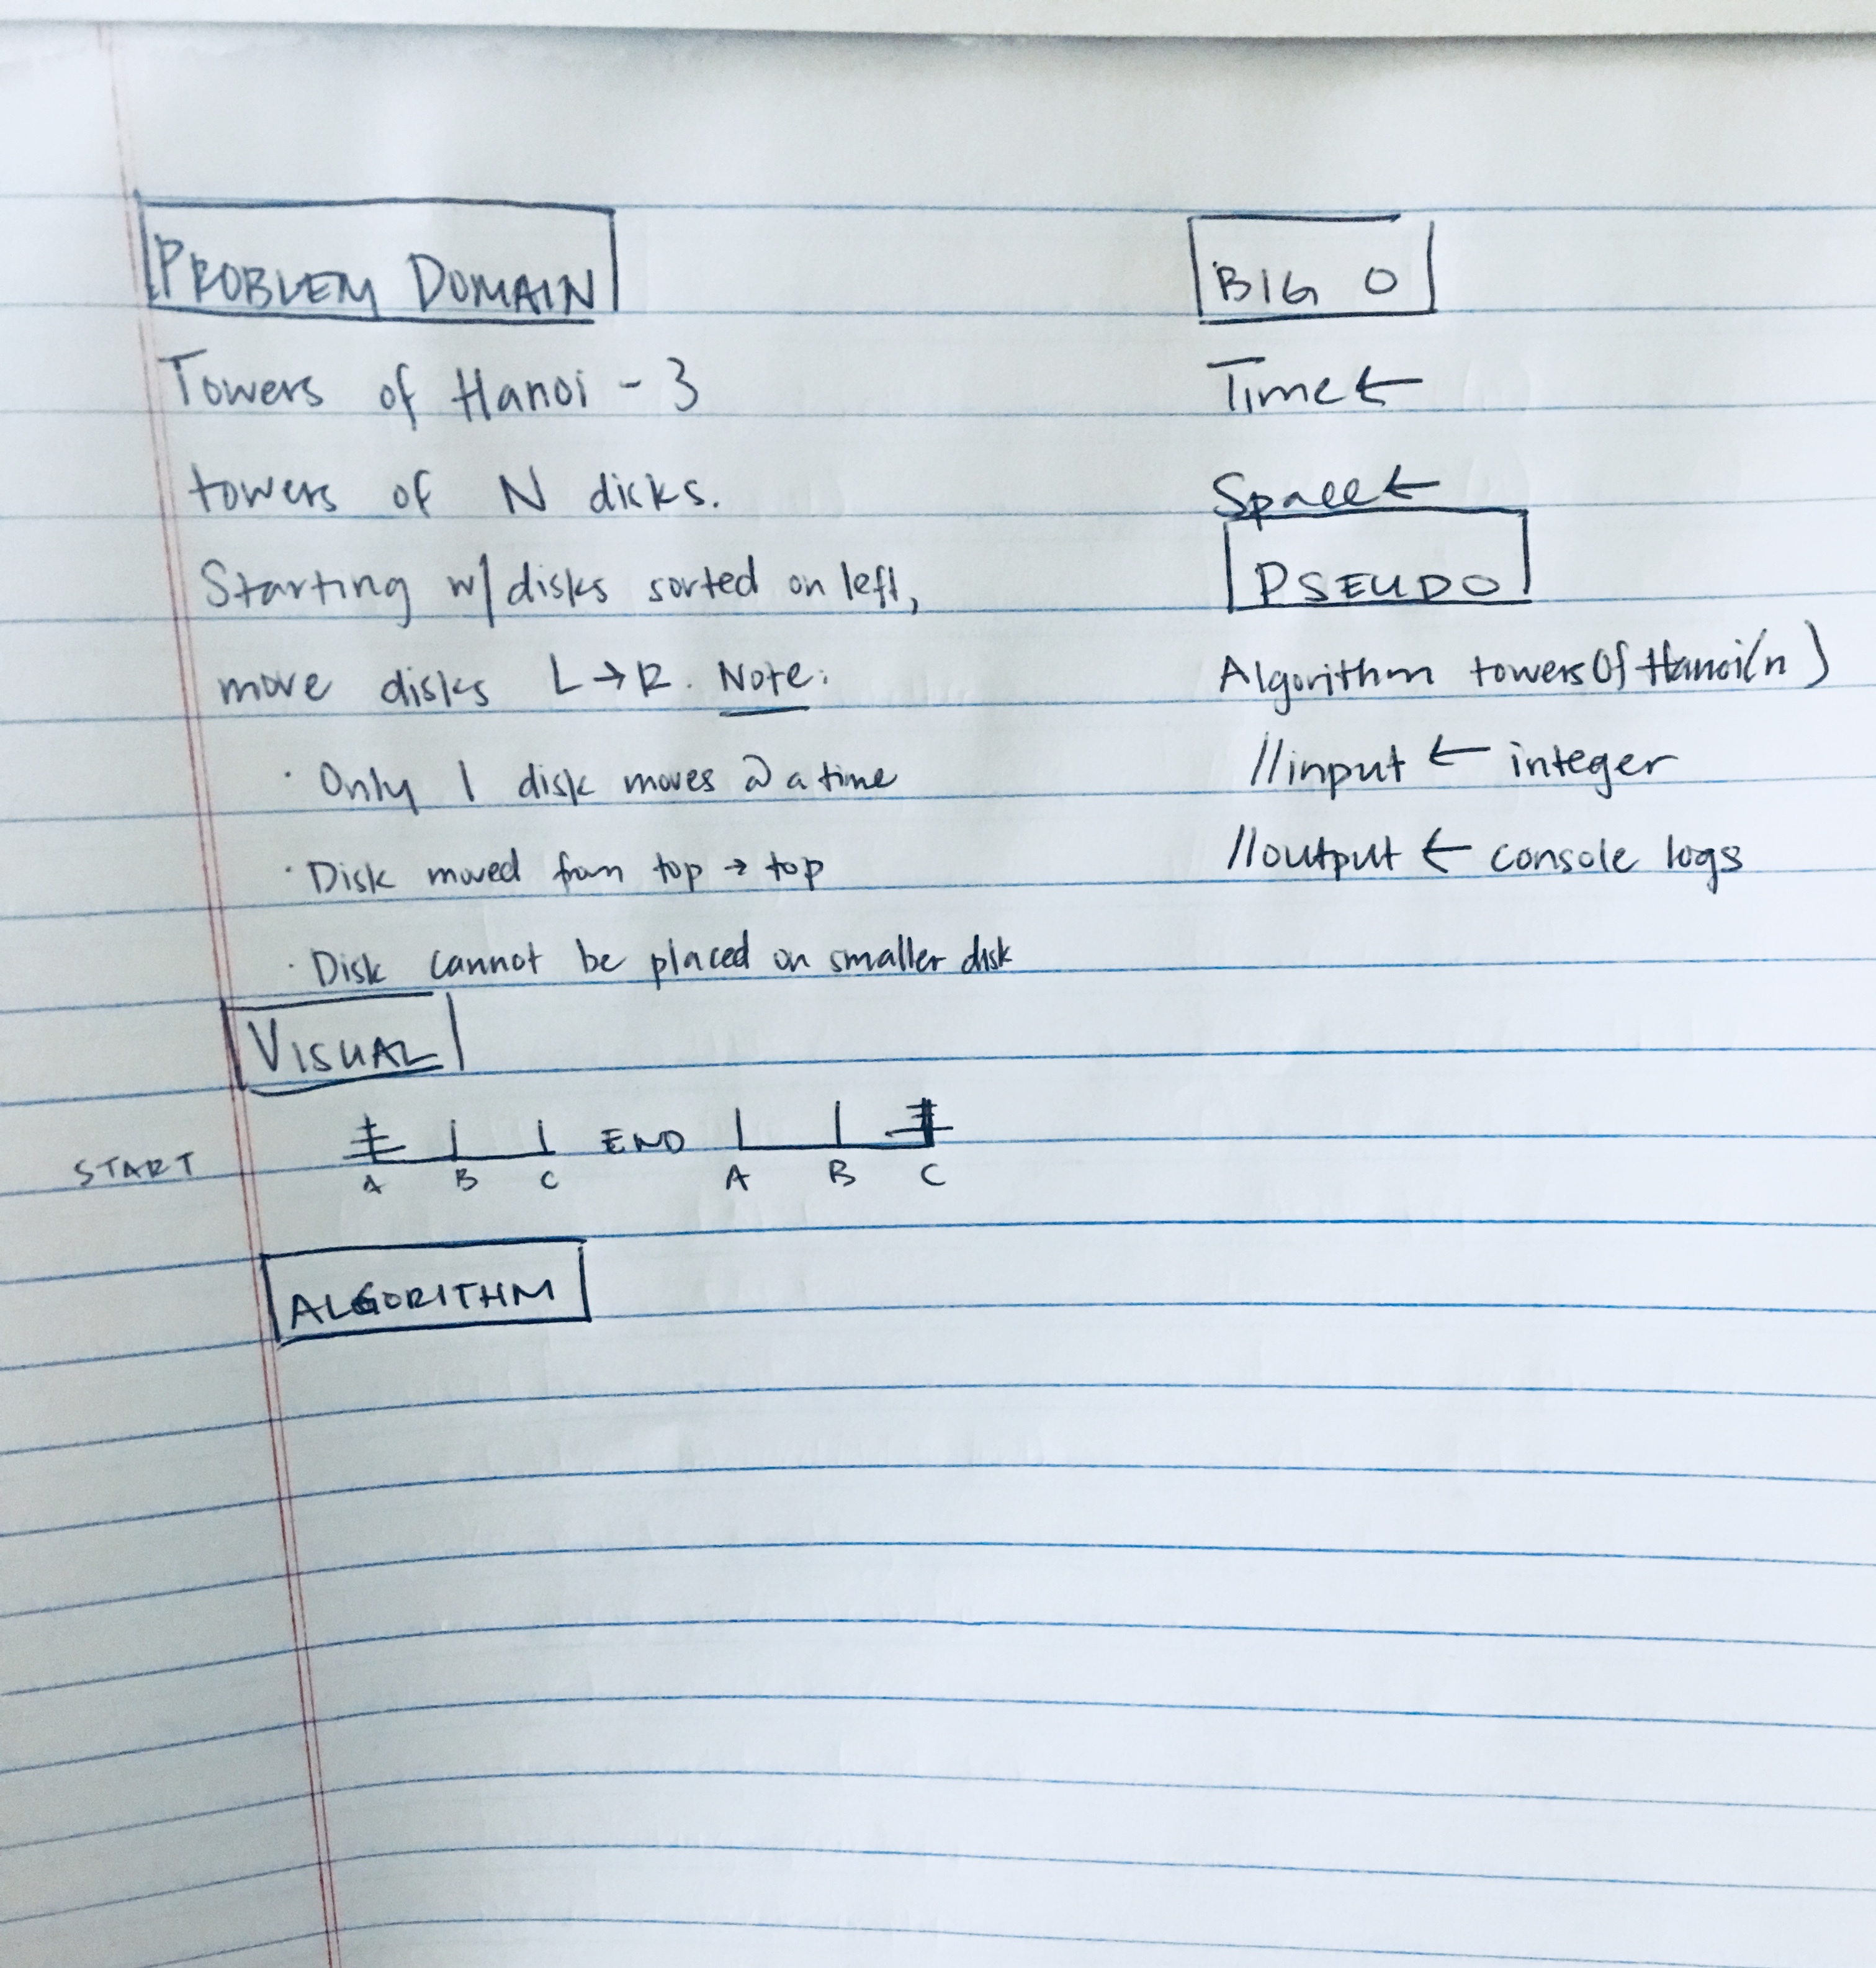 PROBLEM DOMAIN
Towers of Hanoi - 3
towers of N disks.
Starting w/ disks sorted on left,
move disks L → R. Note:
· Only 1 disk moves @ a time
· Disk moved from top → top
· Disk cannot be placed on smaller disk
VISUAL
START A B C END A B C
ALGORITHM
BIG O
Time ←
Space ←
PSEUDO
Algorithm towersOfHanoi(n)
//input ← integer
//output ← console logs